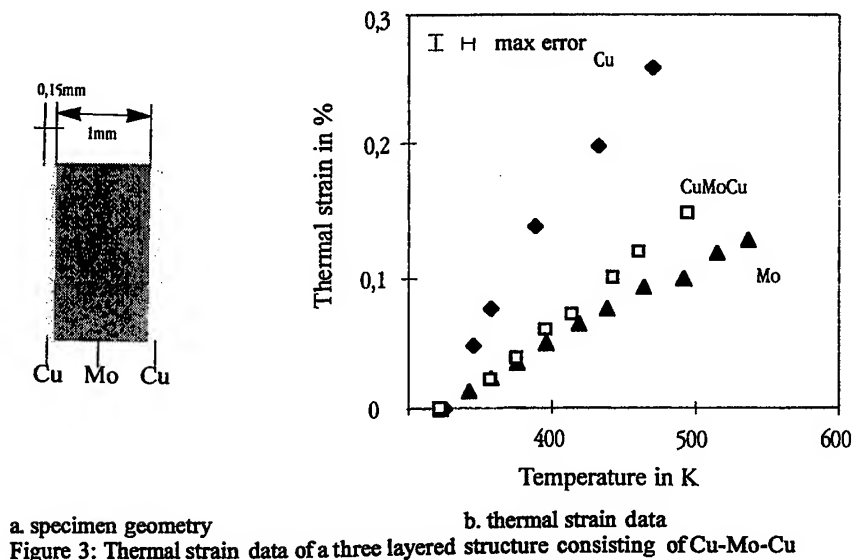 0,15mm
1mm
Cu Mo Cu
0,3
0,2
0,1
0
Thermal strain in %
max error
Cu
CuMoCu
Mo
400 500 600
Temperature in K
a. specimen geometry b. thermal strain data
Figure 3: Thermal strain data of a three layered structure consisting of Cu-Mo-Cu